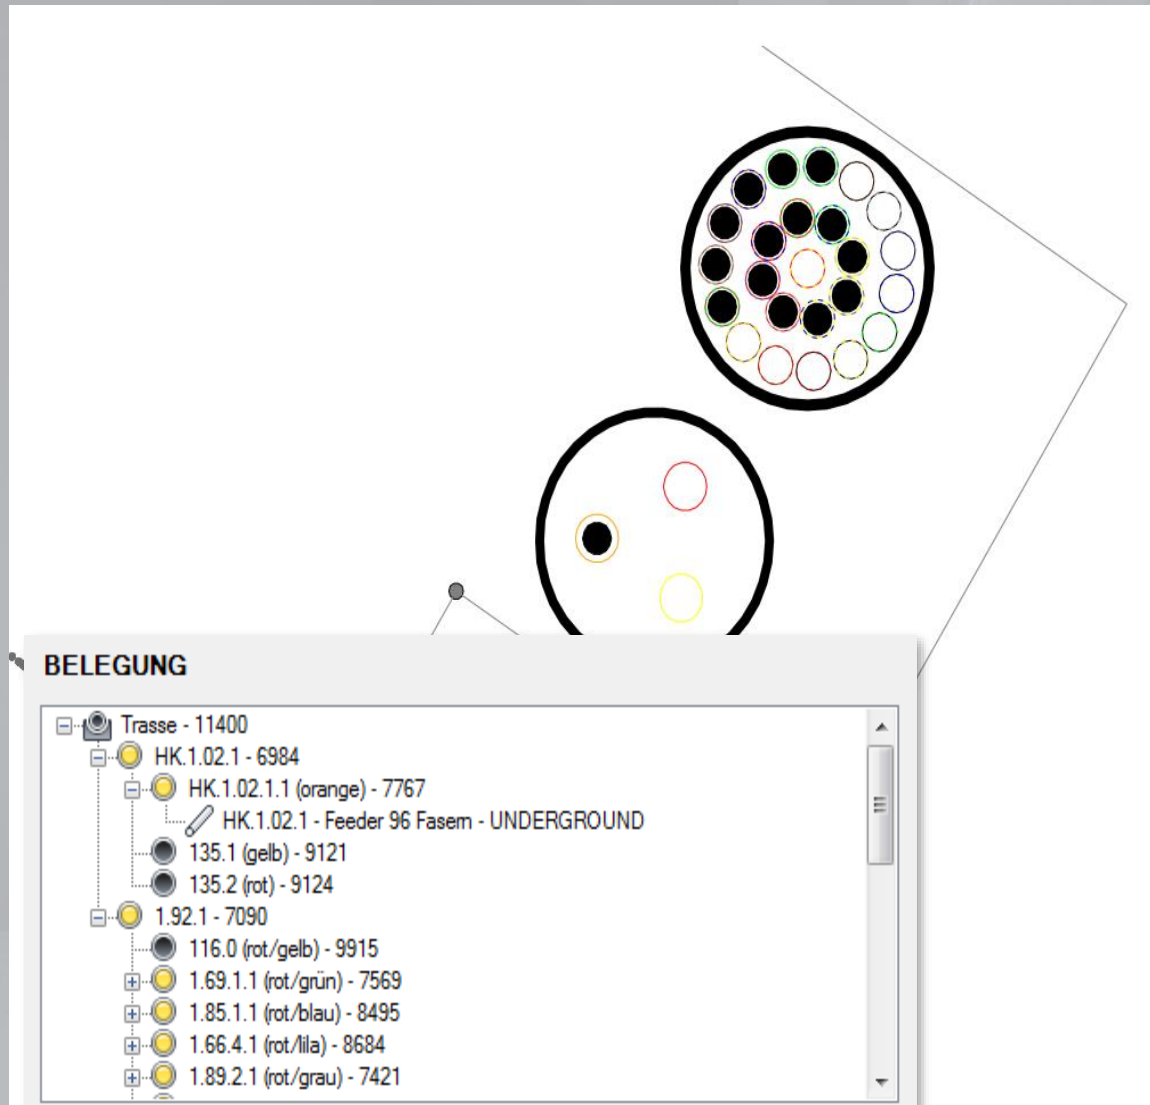 BELEGUNG
Trasse - 11400
HK.1.02.1 - 6984
HK.1.02.1.1 (orange) - 7767
HK.1.02.1 - Feeder 96 Fasern - UNDERGROUND
135.1 (gelb) - 9121
135.2 (rot) - 9124
1.92.1 - 7090
116.0 (rot/gelb) - 9915
1.69.1.1 (rot/grün) - 7569
1.85.1.1 (rot/blau) - 8495
1.66.4.1 (rot/lila) - 8684
1.89.2.1 (rot/grau) - 7421